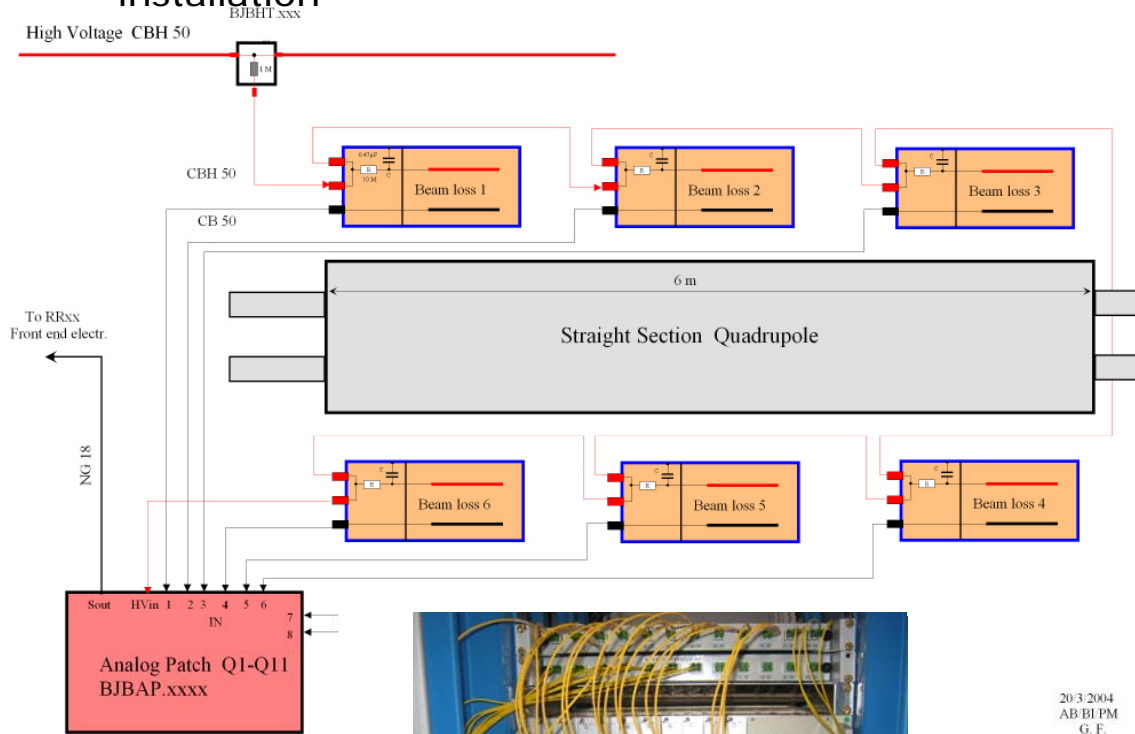 installation
BJBHT.xxx
High Voltage CBH 50
1 M
CBH 50
CB 50
0.47µF
R
10 M
C
Beam loss 1
C
R
Beam loss 2
C
R
Beam loss 3
6 m
Straight Section Quadrupole
To RRxx
Front end electr.
NG 18
C
R
Beam loss 6
C
R
Beam loss 5
C
R
Beam loss 4
Sout HVin 1 2 3 4 5 6
IN
7
8
Analog Patch Q1-Q11
BJBAP.xxxx
20/3/2004
AB/BI/PM
G. F.